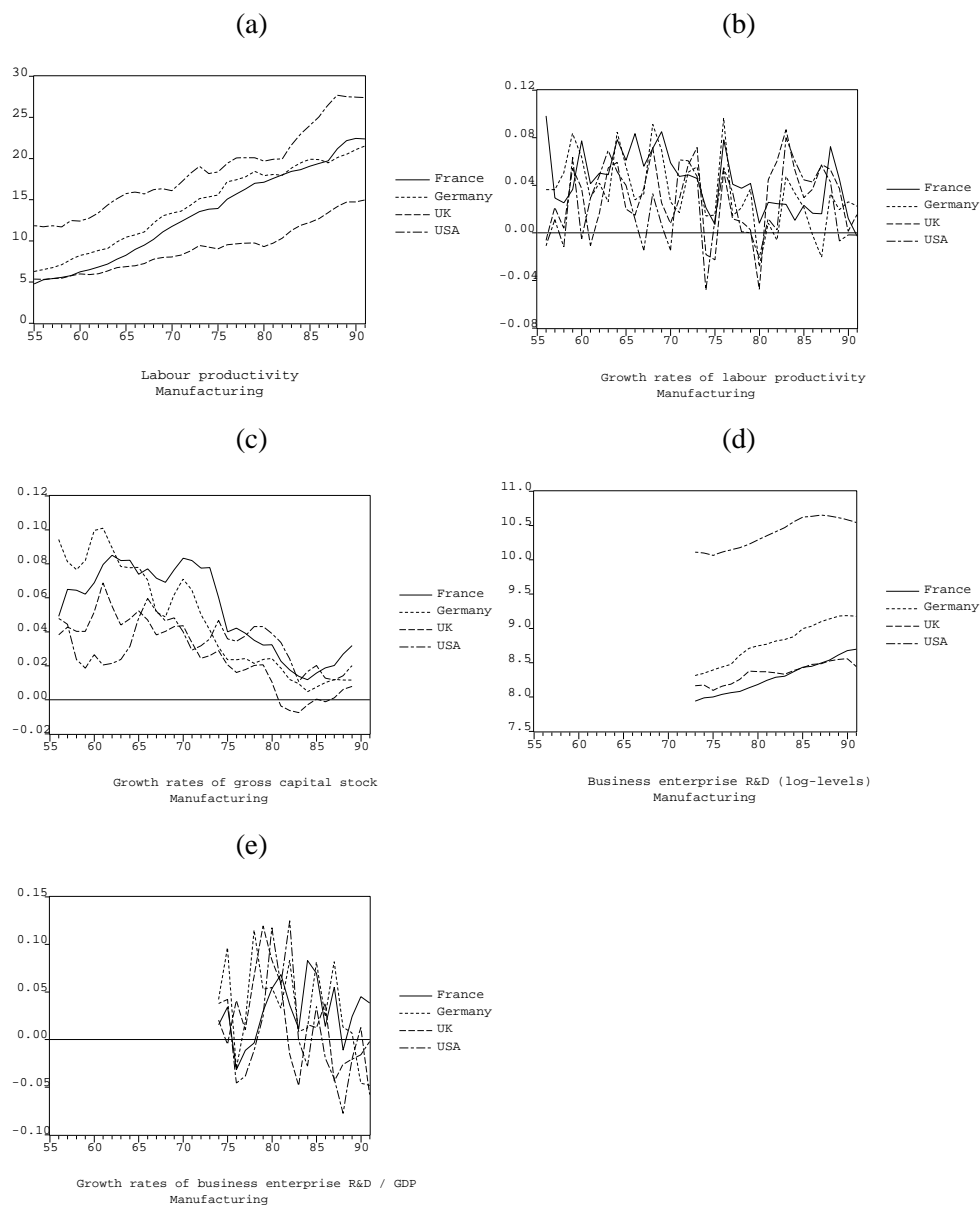 (a)
30
25
20
15
10
5
0
55 60 65 70 75 80 85 90
France
Germany
UK
USA
Labour productivity
Manufacturing
(b)
0.12
0.08
0.04
0.00
-0.04
-0.08
55 60 65 70 75 80 85 90
France
Germany
UK
USA
Growth rates of labour productivity
Manufacturing
(c)
0.12
0.10
0.08
0.06
0.04
0.02
0.00
-0.02
55 60 65 70 75 80 85 90
France
Germany
UK
USA
Growth rates of gross capital stock
Manufacturing
(d)
11.0
10.5
10.0
9.5
9.0
8.5
8.0
7.5
55 60 65 70 75 80 85 90
France
Germany
UK
USA
Business enterprise R&D (log-levels)
Manufacturing
(e)
0.15
0.10
0.05
0.00
-0.05
-0.10
55 60 65 70 75 80 85 90
France
Germany
UK
USA
Growth rates of business enterprise R&D / GDP
Manufacturing